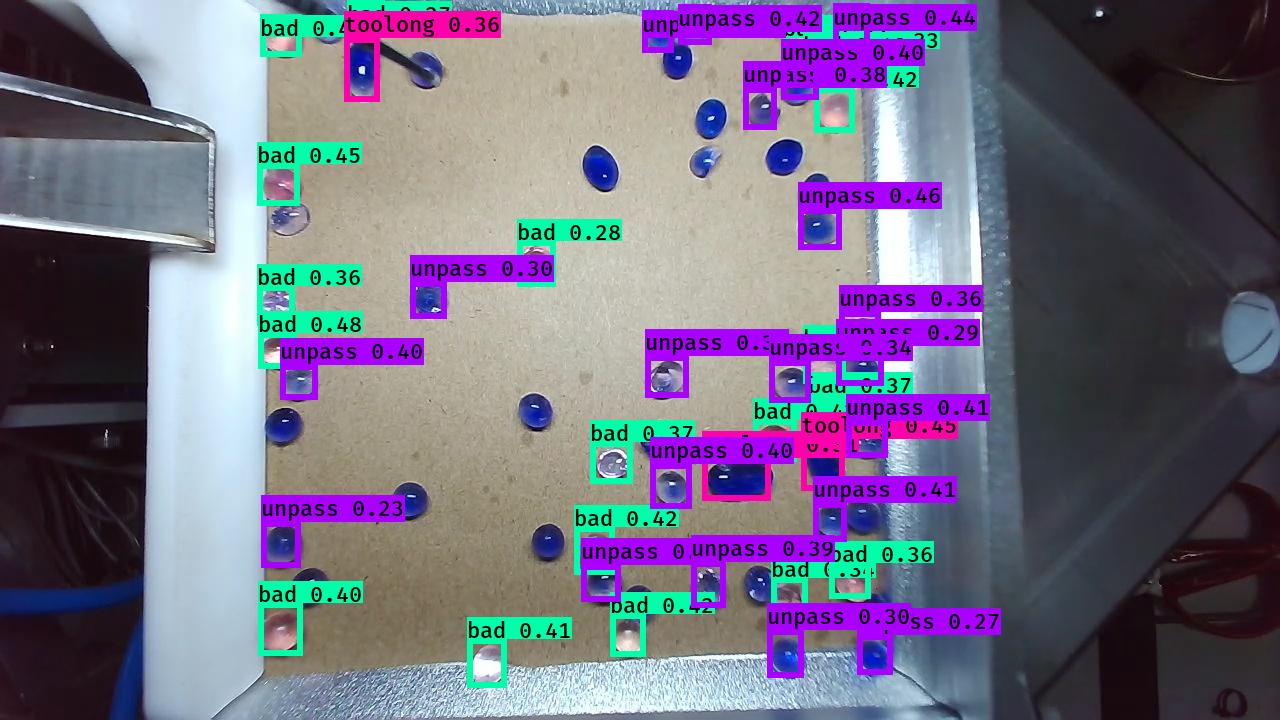 bad 0.4
toolong 0.36
unp
unpass 0.42
unpass 0.44
33
unpass 0.40
unpass 0.38
42
bad 0.45
unpass 0.46
bad 0.28
unpass 0.30
bad 0.36
unpass 0.36
bad 0.48
unpass 0.29
unpass 0.3
unpass 0.34
unpass 0.40
bad 0.37
bad 0.4
unpass 0.41
toolong 0.45
bad 0.37
unpass 0.40
unpass 0.41
unpass 0.23
bad 0.42
unpass 0.
unpass 0.39
bad 0.36
bad 0.34
bad 0.40
bad 0.42
unpass 0.30
ss 0.27
bad 0.41